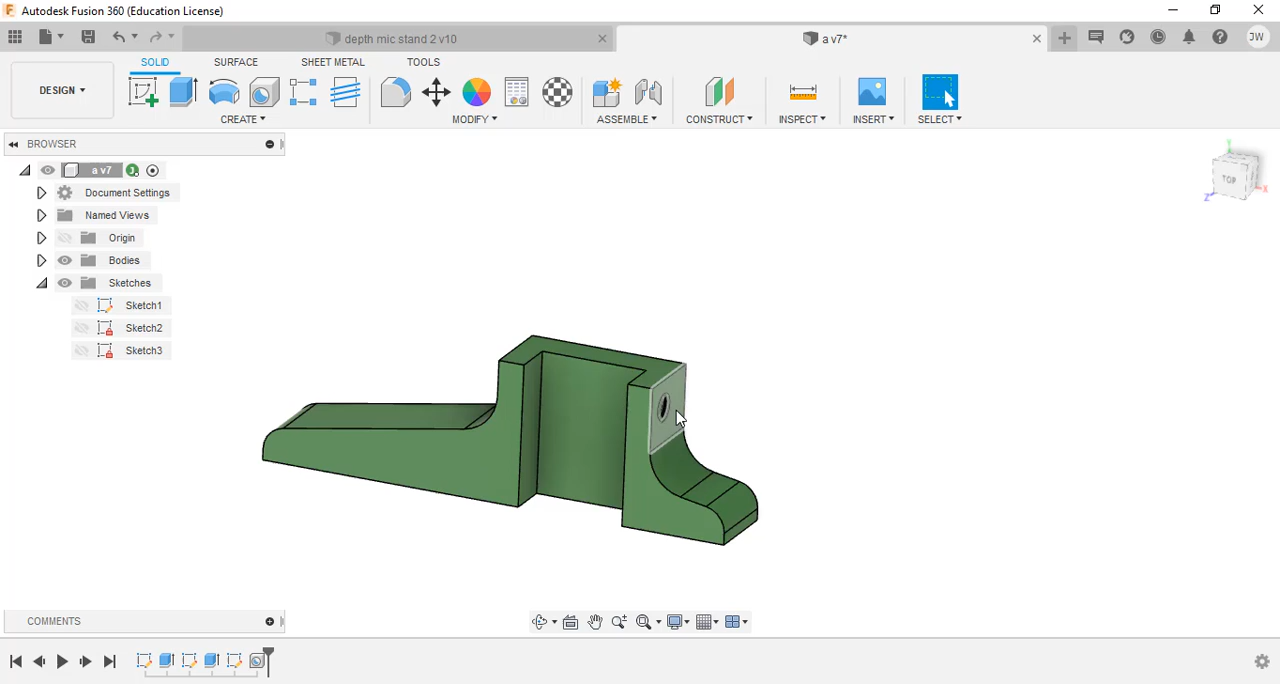 Autodesk Fusion 360 (Education License)
depth mic stand 2 v10
a v7*
JW
DESIGN
SOLID
SURFACE
SHEET METAL
TOOLS
CREATE
MODIFY
ASSEMBLE
CONSTRUCT
INSPECT
INSERT
SELECT
BROWSER
a v7
Document Settings
Named Views
Origin
Bodies
Sketches
Sketch1
Sketch2
Sketch3
TOP
Y
X
Z
COMMENTS